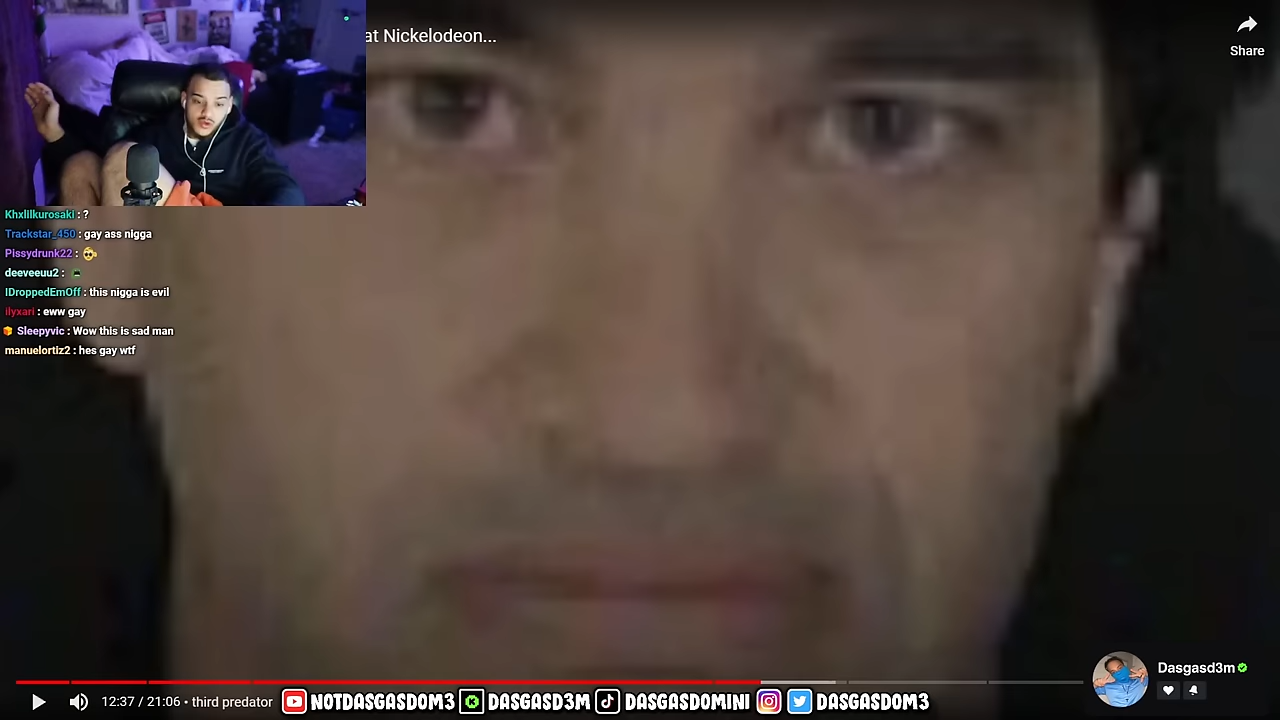 at Nickelodeon...
Share
Khxlilkurosaki : ?
Trackstar_450 : gay ass nigga
Pissydrunk22 :
deeveeuu2 :
IDroppedEmOff : this nigga is evil
ilyxari : eww gay
Sleepyvic : Wow this is sad man
manuelortiz2 : hes gay wtf
Dasgasd3m
12:37 / 21:06 • third predator
NOTDASGASDOM3 DASGASD3M DASGASDOMINI DASGASDOM3